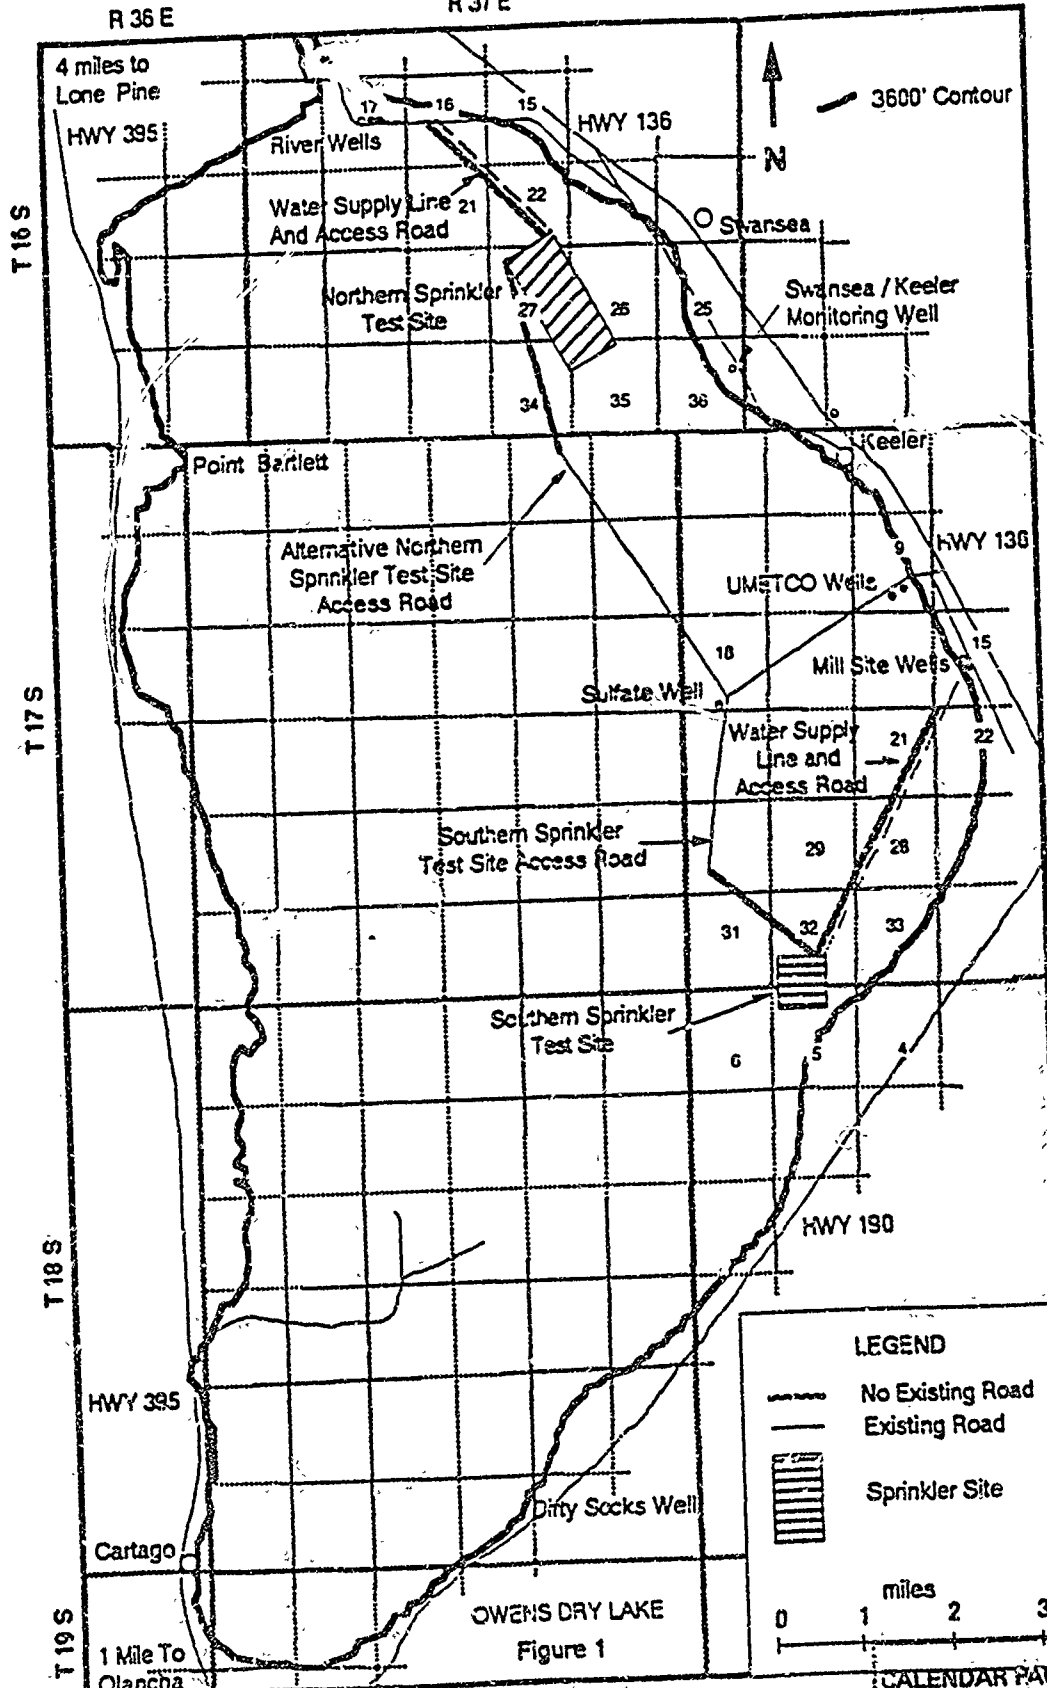 R 36 E
R 37 E
4 miles to
Lone Pine
HWY 395
17
16
15
HWY 136
3600' Contour
N
River Wells
Water Supply Line
And Access Road
21
22
Swansea
T 16 S
Northern Sprinkler
Test Site
27
26
25
Swansea / Keeler
Monitoring Well
34
35
36
Keeler
Point Bartlett
Alternative Northern
Sprinkler Test Site
Access Road
9
HWY 136
UMETCO Wells
15
18
Mill Site Wells
Sulfate Well
T 17 S
Water Supply
Line and
Access Road
21
22
Southern Sprinkler
Test Site Access Road
29
28
31
32
33
Southern Sprinkler
Test Site
6
5
4
HWY 190
T 18 S
LEGEND
No Existing Road
Existing Road
Sprinkler Site
HWY 395
Dirty Socks Well
Cartago
miles
0 1 2 3
OWENS DRY LAKE
Figure 1
T 19 S
1 Mile To
Olancha
CALENDAR